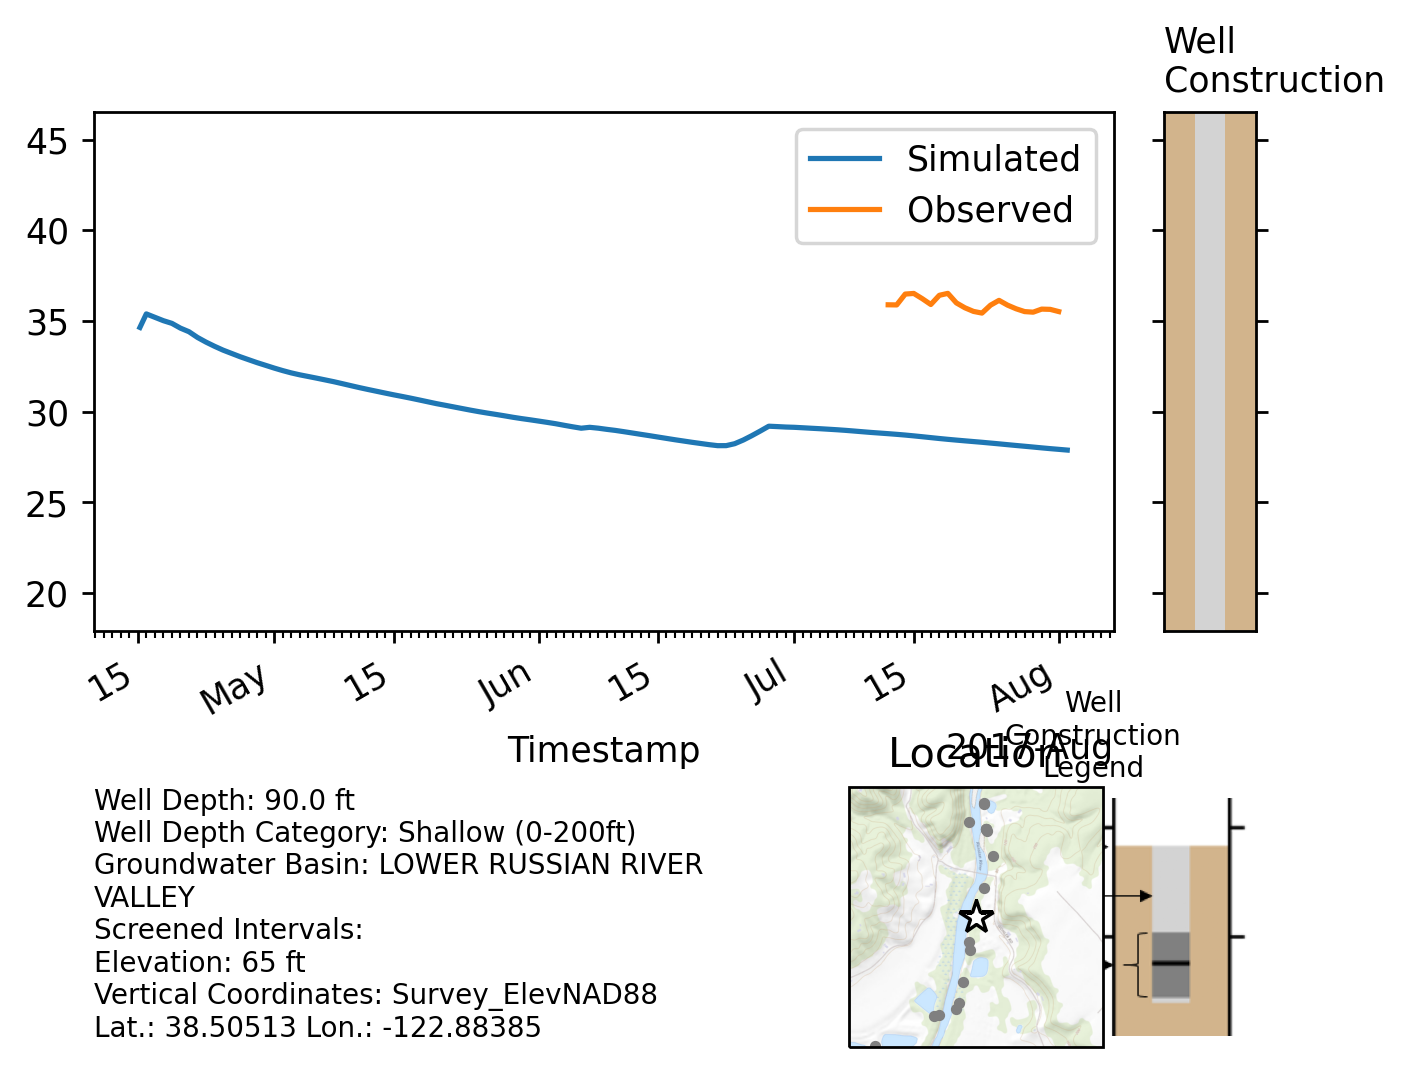 Well
Construction
45
40
35
30
25
20
Simulated
Observed
15
May
15
Jun
15
Jul
15
Aug
Timestamp
2017-Aug
Location
Well
Construction
Legend
Well Depth: 90.0 ft
Well Depth Category: Shallow (0-200ft)
Groundwater Basin: LOWER RUSSIAN RIVER
VALLEY
Screened Intervals:
Elevation: 65 ft
Vertical Coordinates: Survey_ElevNAD88
Lat.: 38.50513 Lon.: -122.88385